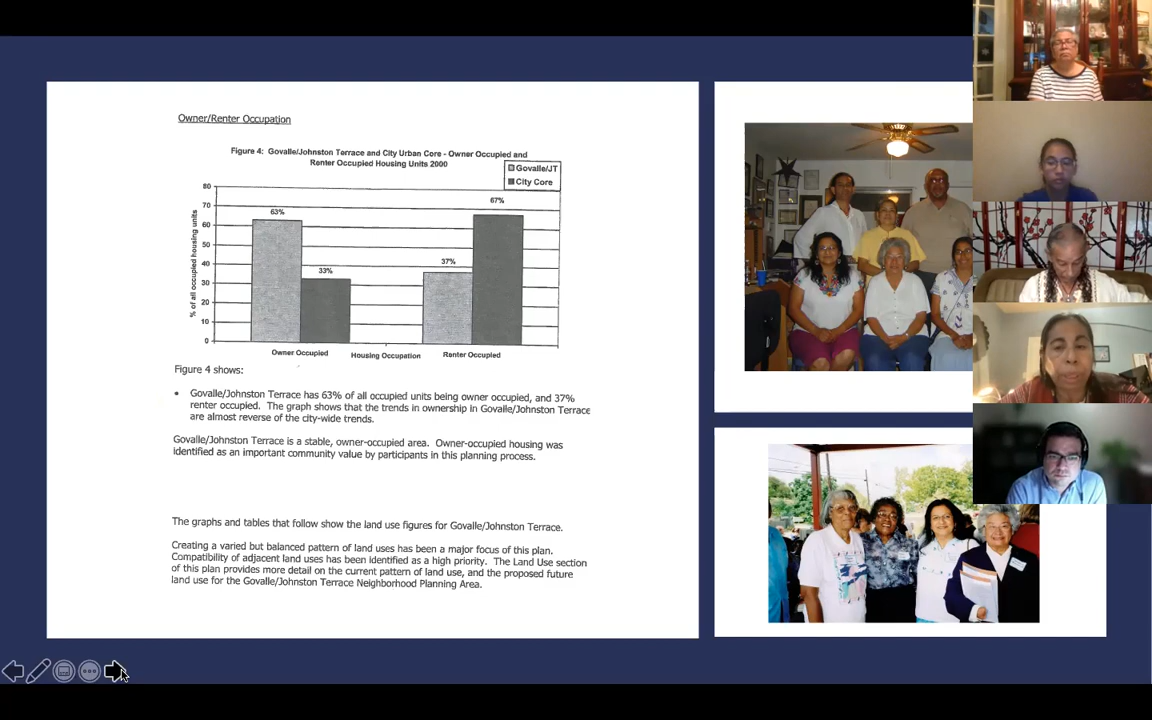 Owner/Renter Occupation
Figure 4: Govalle/Johnston Terrace and City Urban Core - Owner Occupied and
Renter Occupied Housing Units 2000
Govalle/JT
City Core
% of all occupied housing units
80
70
60
50
40
30
20
10
0
63%
33%
37%
67%
Owner Occupied
Housing Occupation
Renter Occupied
Figure 4 shows:
• Govalle/Johnston Terrace has 63% of all occupied units being owner occupied, and 37%
renter occupied. The graph shows that the trends in ownership in Govalle/Johnston Terrace
are almost reverse of the city-wide trends.
Govalle/Johnston Terrace is a stable, owner-occupied area. Owner-occupied housing was
identified as an important community value by participants in this planning process.
The graphs and tables that follow show the land use figures for Govalle/Johnston Terrace.
Creating a varied but balanced pattern of land uses has been a major focus of this plan.
Compatibility of adjacent land uses has been identified as a high priority. The Land Use section
of this plan provides more detail on the current pattern of land use, and the proposed future
land use for the Govalle/Johnston Terrace Neighborhood Planning Area.